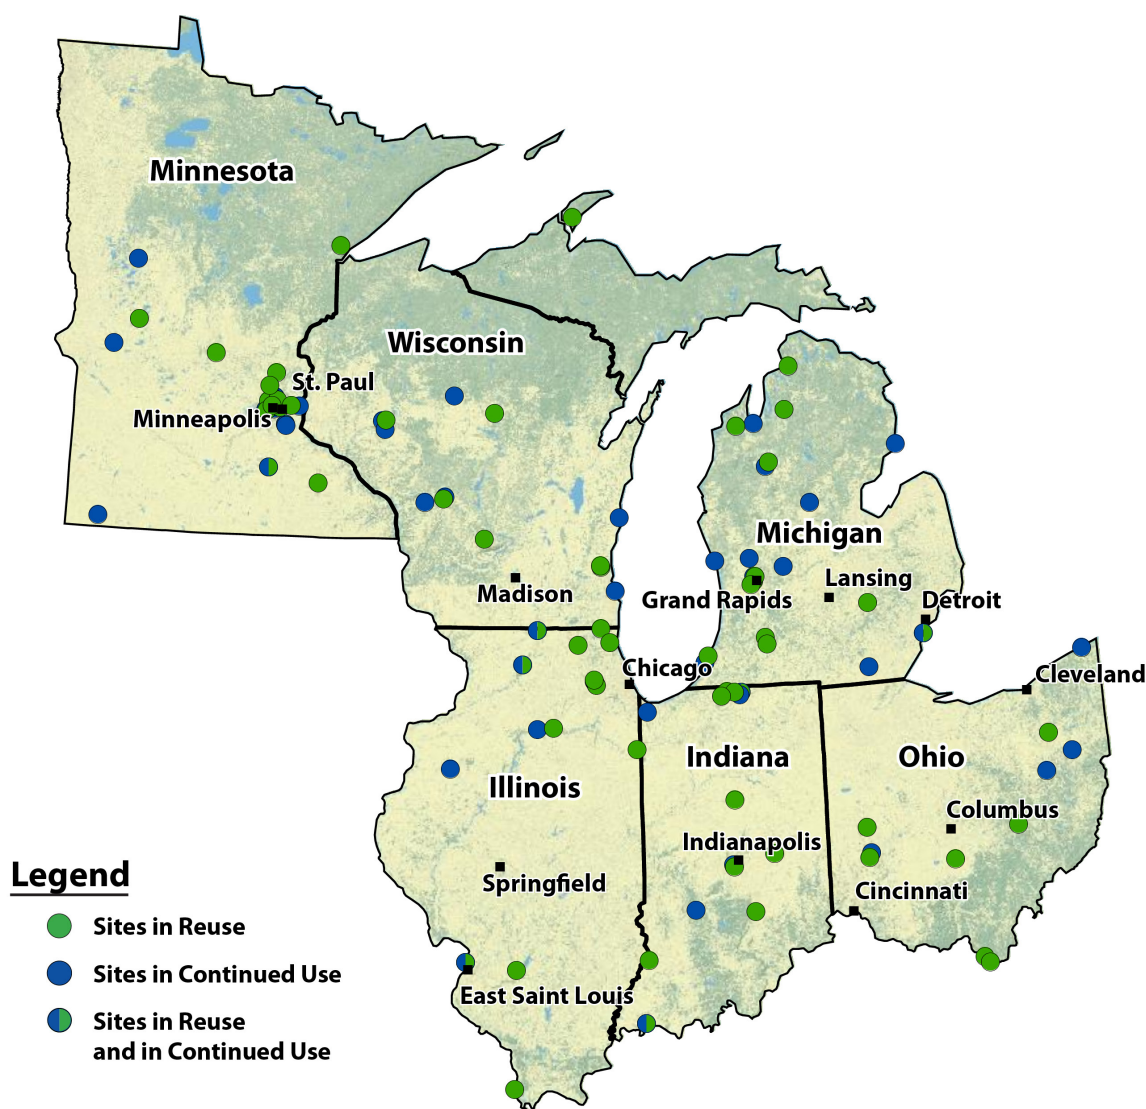 Minnesota
Wisconsin
St. Paul
Minneapolis
Michigan
Lansing
Madison
Grand Rapids
Detroit
Chicago
Cleveland
Indiana
Ohio
Illinois
Columbus
Indianapolis
Springfield
Cincinnati
East Saint Louis
Legend
Sites in Reuse
Sites in Continued Use
Sites in Reuse
and in Continued Use